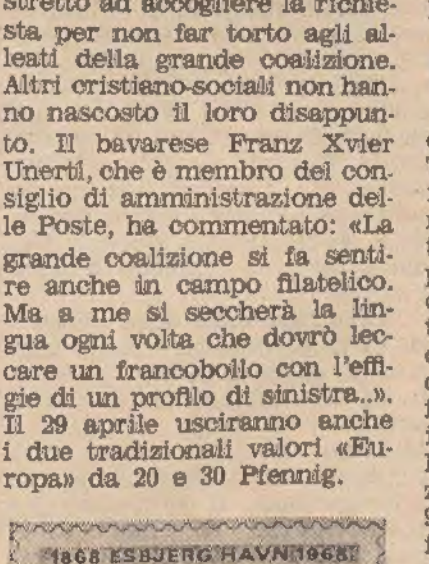 stretto ad accogliere la richie-
sta per non far torto agli al-
leati della grande coalizione.
Altri cristiano-sociali non han-
no nascosto il loro disappun-
to. Il bavarese Franz Xvier
Unertl, che è membro del con-
siglio di amministrazione del-
le Poste, ha commentato: «La
grande coalizione si fa senti-
re anche in campo filatelico.
Ma a me si seccherà la lin-
gua ogni volta che dovrò lec-
care un francobollo con l'effi-
gie di un profilo di sinistra..».
Il 29 aprile usciranno anche
i due tradizionali valori «Eu-
ropa» da 20 e 30 Pfennig.
1868 ESBJERG HAVN 1968